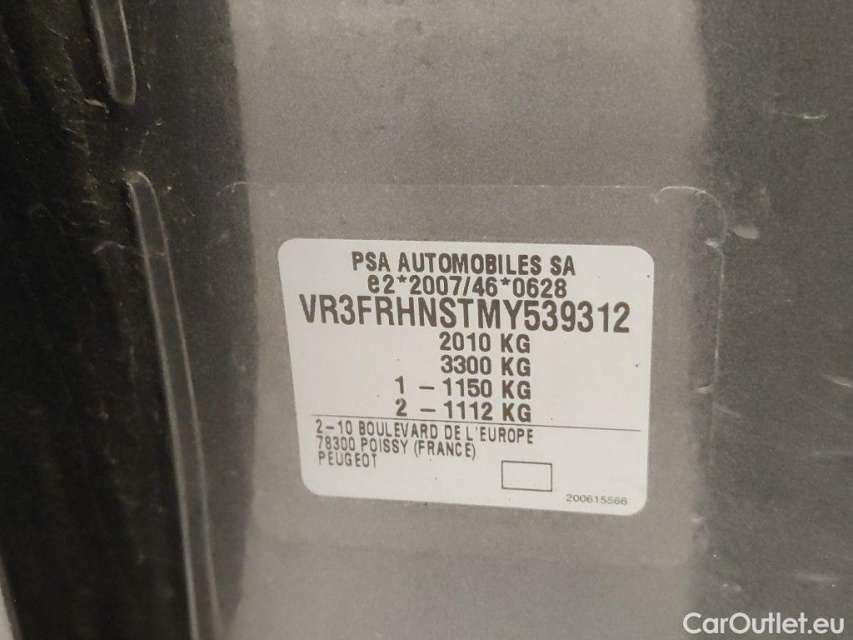 PSA AUTOMOBILES SA
e2*2007/46*0628
VR3FRHNSTMY539312
2010 KG
3300 KG
1 - 1150 KG
2 - 1112 KG
2-10 BOULEVARD DE L'EUROPE
78300 POISSY (FRANCE)
PEUGEOT
200615566
CarOutlet.eu